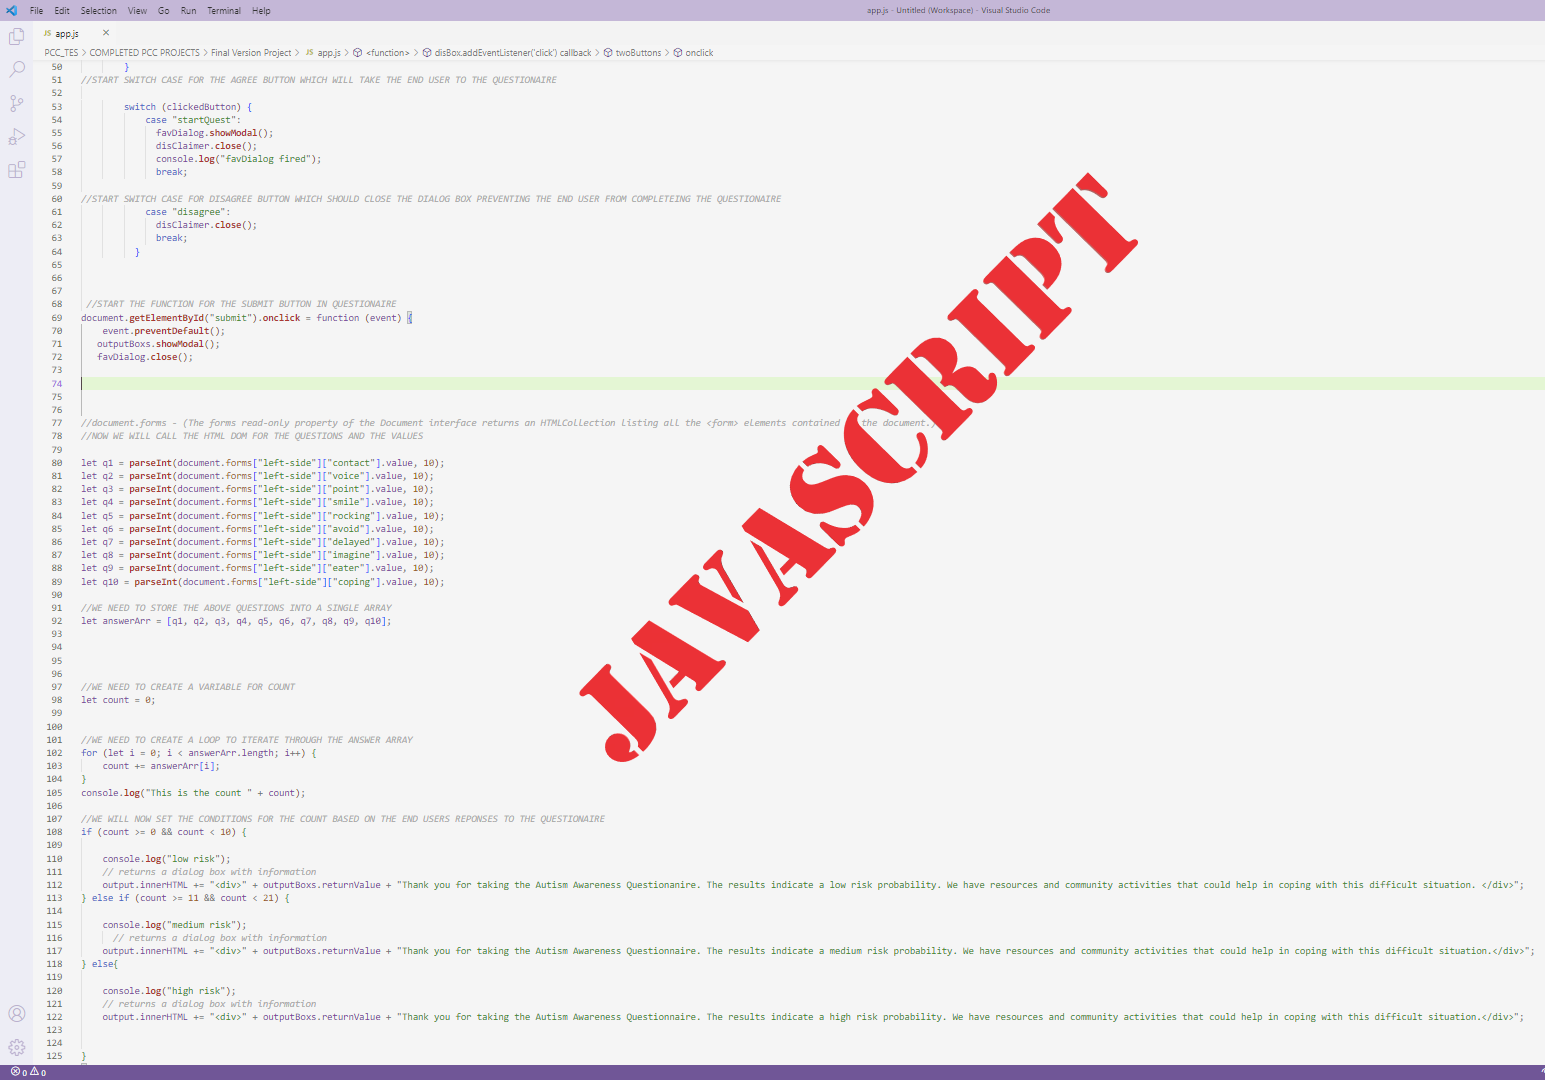 File Edit Selection View Go Run Terminal Help
app.js - Untitled (Workspace) - Visual Studio Code
JS app.js ×
PCC_TES > COMPLETED PCC PROJECTS > Final Version Project > JS app.js > <function> > disBox.addEventListener('click') callback > twoButtons > onclick
50 }
51 //START SWITCH CASE FOR THE AGREE BUTTON WHICH WILL TAKE THE END USER TO THE QUESTIONAIRE
52
53 switch (clickedButton) {
54 case "startQuest":
55 favDialog.showModal();
56 disClaimer.close();
57 console.log("favDialog fired");
58 break;
59
60 //START SWITCH CASE FOR DISAGREE BUTTON WHICH SHOULD CLOSE THE DIALOG BOX PREVENTING THE END USER FROM COMPLETEING THE QUESTIONAIRE
61 case "disagree":
62 disClaimer.close();
63 break;
64 }
65
66
67
68 //START THE FUNCTION FOR THE SUBMIT BUTTON IN QUESTIONAIRE
69 document.getElementById("submit").onclick = function (event) {
70 event.preventDefault();
71 outputBoxs.showModal();
72 favDialog.close();
73
74
75
76
77 //document.forms - (The forms read-only property of the Document interface returns an HTMLCollection listing all the <form> elements contained the document.)
78 //NOW WE WILL CALL THE HTML DOM FOR THE QUESTIONS AND THE VALUES
79
80 let q1 = parseInt(document.forms["left-side"]["contact"].value, 10);
81 let q2 = parseInt(document.forms["left-side"]["voice"].value, 10);
82 let q3 = parseInt(document.forms["left-side"]["point"].value, 10);
83 let q4 = parseInt(document.forms["left-side"]["smile"].value, 10);
84 let q5 = parseInt(document.forms["left-side"]["rocking"].value, 10);
85 let q6 = parseInt(document.forms["left-side"]["avoid"].value, 10);
86 let q7 = parseInt(document.forms["left-side"]["delayed"].value, 10);
87 let q8 = parseInt(document.forms["left-side"]["imagine"].value, 10);
88 let q9 = parseInt(document.forms["left-side"]["eater"].value, 10);
89 let q10 = parseInt(document.forms["left-side"]["coping"].value, 10);
90
91 //WE NEED TO STORE THE ABOVE QUESTIONS INTO A SINGLE ARRAY
92 let answerArr = [q1, q2, q3, q4, q5, q6, q7, q8, q9, q10];
93
94
95
96
97 //WE NEED TO CREATE A VARIABLE FOR COUNT
98 let count = 0;
99
100
101 //WE NEED TO CREATE A LOOP TO ITERATE THROUGH THE ANSWER ARRAY
102 for (let i = 0; i < answerArr.length; i++) {
103 count += answerArr[i];
104 }
105 console.log("This is the count " + count);
106
107 //WE WILL NOW SET THE CONDITIONS FOR THE COUNT BASED ON THE END USERS REPONSES TO THE QUESTIONAIRE
108 if (count >= 0 && count < 10) {
109
110 console.log("low risk");
111 // returns a dialog box with information
112 output.innerHTML += "<div>" + outputBoxs.returnValue + "Thank you for taking the Autism Awareness Questionanire. The results indicate a low risk probability. We have resources and community activities that could help in coping with this difficult situation. </div>";
113 } else if (count >= 11 && count < 21) {
114
115 console.log("medium risk");
116 // returns a dialog box with information
117 output.innerHTML += "<div>" + outputBoxs.returnValue + "Thank you for taking the Autism Awareness Questionnaire. The results indicate a medium risk probability. We have resources and community activities that could help in coping with this difficult situation.</div>";
118 } else{
119
120 console.log("high risk");
121 // returns a dialog box with information
122 output.innerHTML += "<div>" + outputBoxs.returnValue + "Thank you for taking the Autism Awareness Questionnaire. The results indicate a high risk probability. We have resources and community activities that could help in coping with this difficult situation.</div>";
123
124
125 }
JAVASCRIPT
0 0